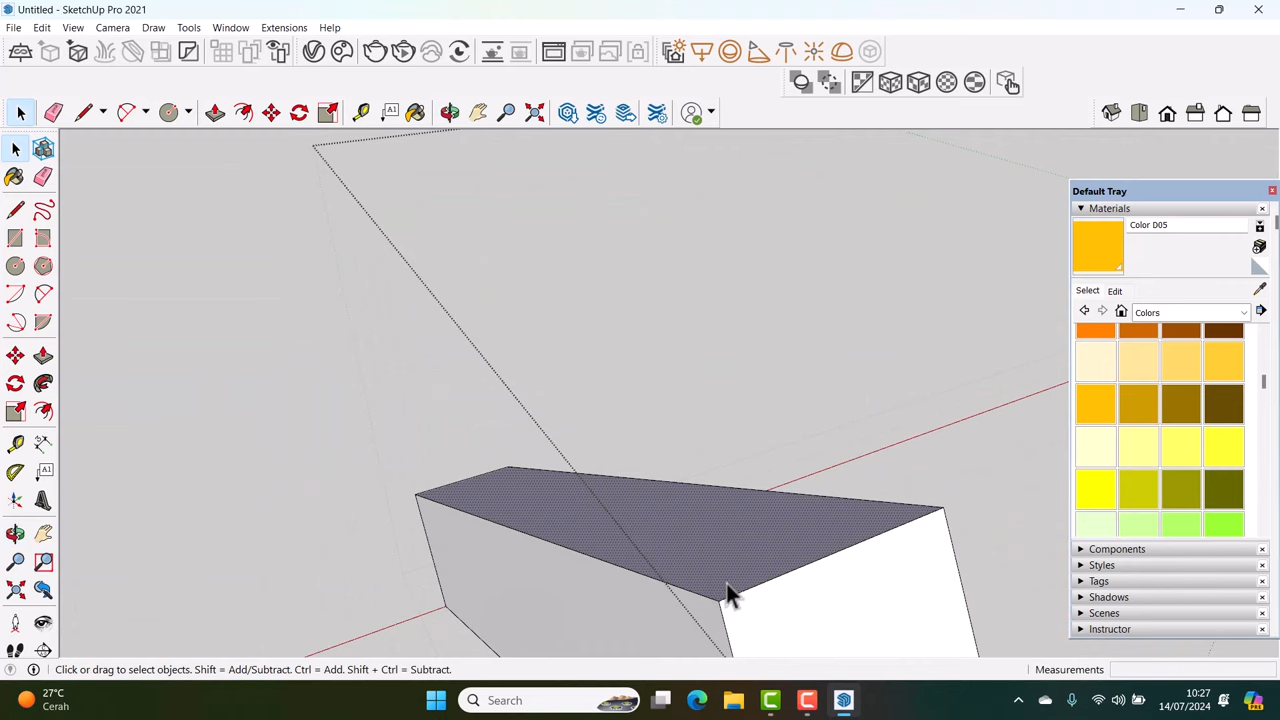 Untitled - SketchUp Pro 2021
File Edit View Camera Draw Tools Window Extensions Help
A1
Default Tray
Materials
Color D05
Select Edit
Colors
A1
Components
Styles
Tags
Shadows
Scenes
Instructor
Click or drag to select objects. Shift = Add/Subtract. Ctrl = Add. Shift + Ctrl = Subtract.
Measurements
27°C
Cerah
Search
10:27
14/07/2024